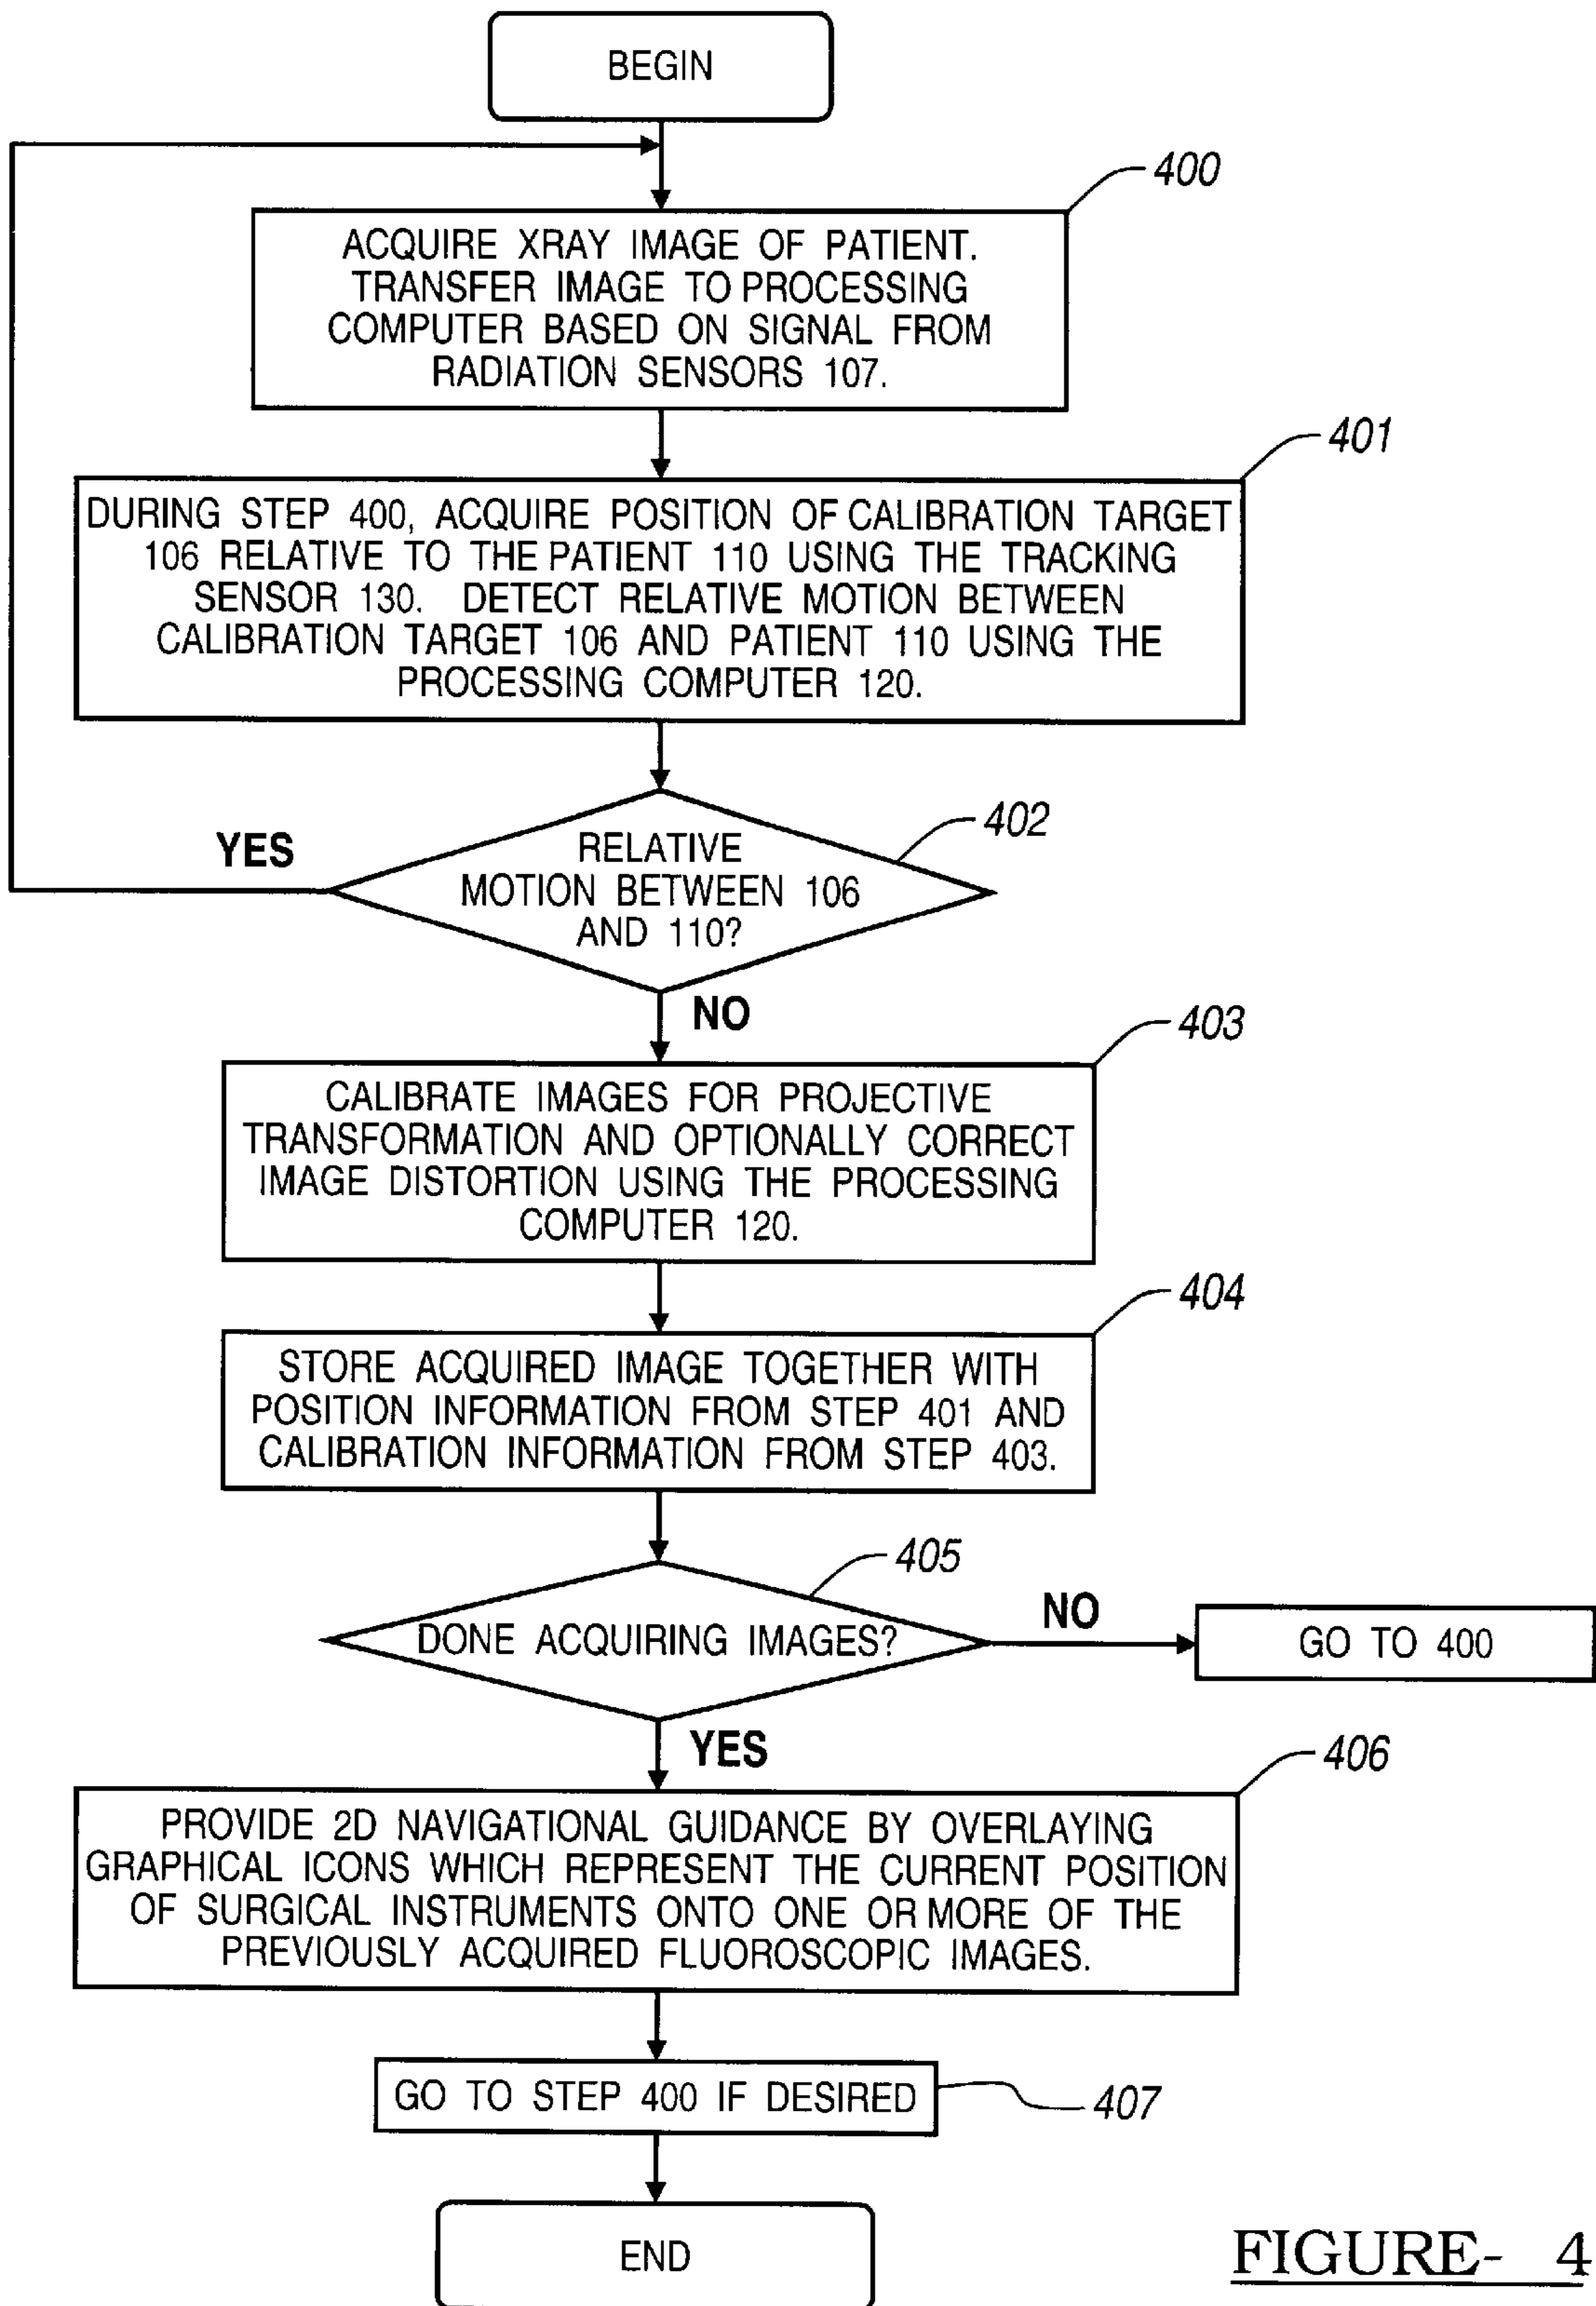 BEGIN
400
ACQUIRE XRAY IMAGE OF PATIENT.
TRANSFER IMAGE TO PROCESSING
COMPUTER BASED ON SIGNAL FROM
RADIATION SENSORS 107.
401
DURING STEP 400, ACQUIRE POSITION OF CALIBRATION TARGET
106 RELATIVE TO THE PATIENT 110 USING THE TRACKING
SENSOR 130. DETECT RELATIVE MOTION BETWEEN
CALIBRATION TARGET 106 AND PATIENT 110 USING THE
PROCESSING COMPUTER 120.
402
YES
RELATIVE
MOTION BETWEEN 106
AND 110?
NO
403
CALIBRATE IMAGES FOR PROJECTIVE
TRANSFORMATION AND OPTIONALLY CORRECT
IMAGE DISTORTION USING THE PROCESSING
COMPUTER 120.
404
STORE ACQUIRED IMAGE TOGETHER WITH
POSITION INFORMATION FROM STEP 401 AND
CALIBRATION INFORMATION FROM STEP 403.
405
DONE ACQUIRING IMAGES?
NO
GO TO 400
YES
406
PROVIDE 2D NAVIGATIONAL GUIDANCE BY OVERLAYING
GRAPHICAL ICONS WHICH REPRESENT THE CURRENT POSITION
OF SURGICAL INSTRUMENTS ONTO ONE OR MORE OF THE
PREVIOUSLY ACQUIRED FLUOROSCOPIC IMAGES.
GO TO STEP 400 IF DESIRED
407
END
FIGURE- 4